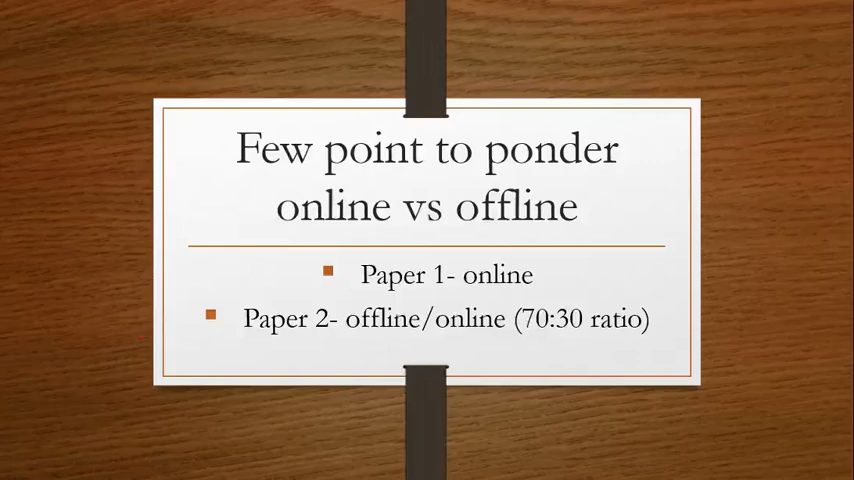 Few point to ponder
online vs offline
Paper 1- online
Paper 2- offline/online (70:30 ratio)